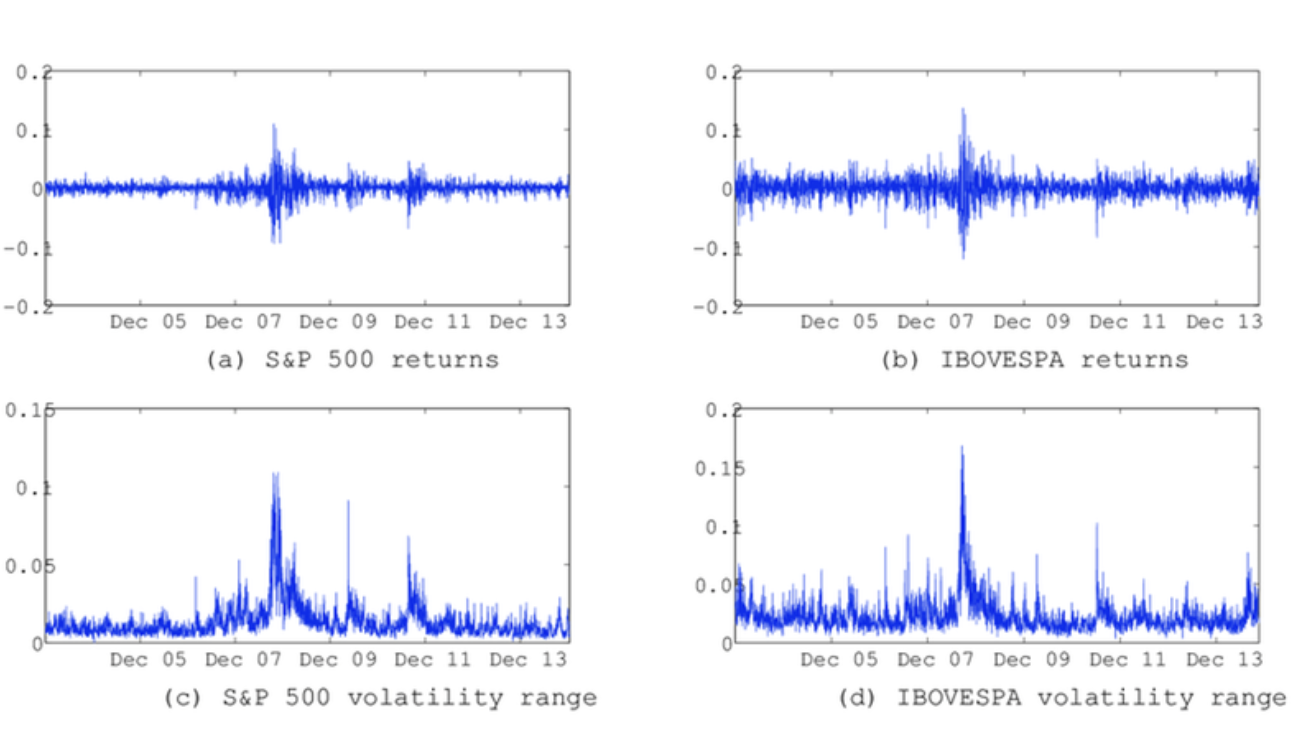 0.2
0.1
0
-0.1
-0.2
Dec 05 Dec 07 Dec 09 Dec 11 Dec 13
(a) S&P 500 returns
0.2
0.1
0
-0.1
-0.2
Dec 05 Dec 07 Dec 09 Dec 11 Dec 13
(b) IBOVESPA returns
0.15
0.1
0.05
0
Dec 05 Dec 07 Dec 09 Dec 11 Dec 13
(c) S&P 500 volatility range
0.2
0.15
0.1
0.05
0
Dec 05 Dec 07 Dec 09 Dec 11 Dec 13
(d) IBOVESPA volatility range